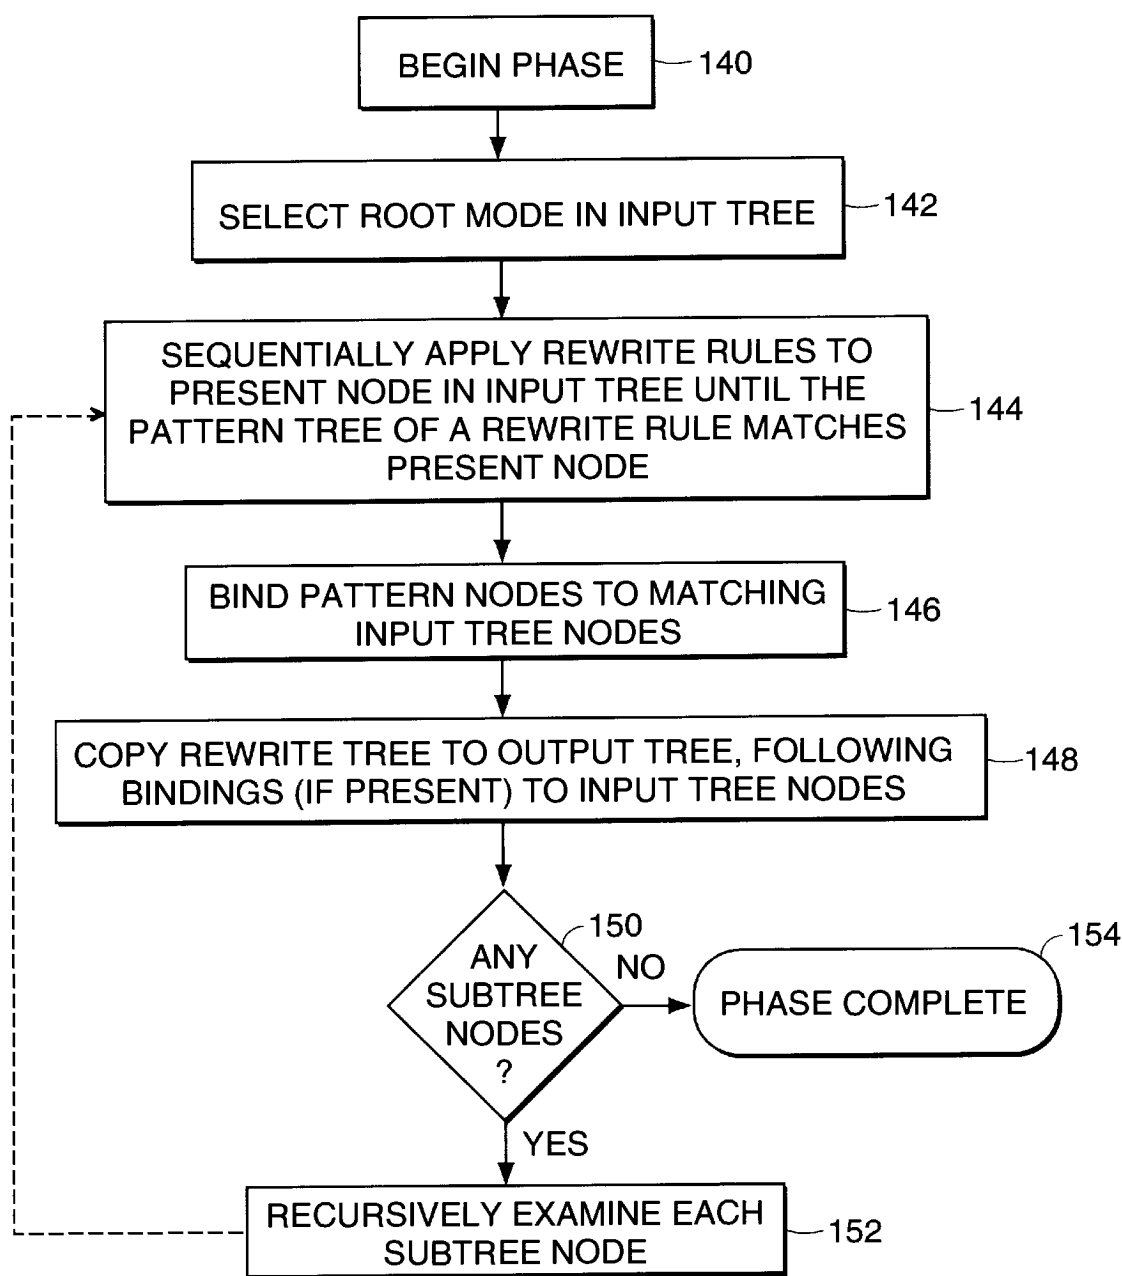 BEGIN PHASE
140
SELECT ROOT MODE IN INPUT TREE
142
SEQUENTIALLY APPLY REWRITE RULES TO
PRESENT NODE IN INPUT TREE UNTIL THE
PATTERN TREE OF A REWRITE RULE MATCHES
PRESENT NODE
144
BIND PATTERN NODES TO MATCHING
INPUT TREE NODES
146
COPY REWRITE TREE TO OUTPUT TREE, FOLLOWING
BINDINGS (IF PRESENT) TO INPUT TREE NODES
148
ANY
SUBTREE
NODES
?
150
NO
PHASE COMPLETE
154
YES
RECURSIVELY EXAMINE EACH
SUBTREE NODE
152